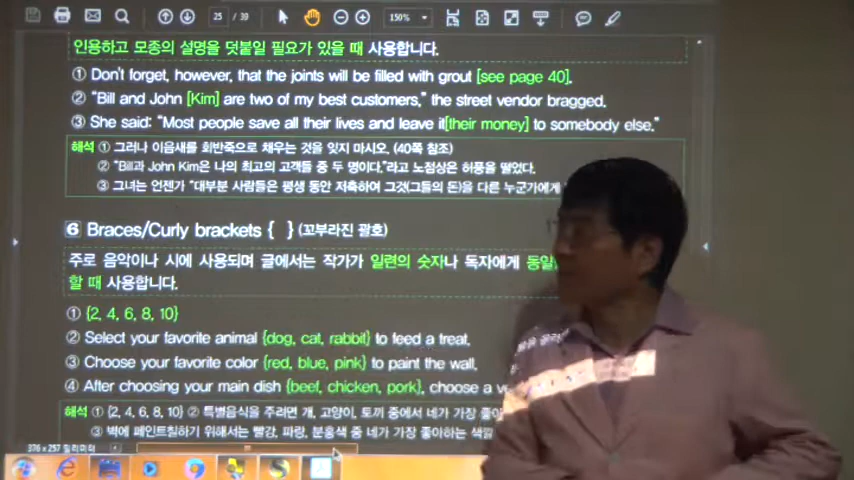 25 / 39
150%
인용하고 모종의 설명을 덧붙일 필요가 있을 때 사용합니다.
① Don't forget, however, that the joints will be filled with grout [see page 40].
② "Bill and John [Kim] are two of my best customers," the street vendor bragged.
③ She said: "Most people save all their lives and leave it[their money] to somebody else."
해석 ① 그러나 이음새를 회반죽으로 채우는 것을 잊지 마시오. (40쪽 참조)
② "Bill과 John Kim은 나의 최고의 고객들 중 두 명이다."라고 노점상은 허풍을 떨었다.
③ 그녀는 언젠가 "대부분 사람들은 평생 동안 저축하여 그것(그들의 돈)을 다른 누군가에게
6 Braces/Curly brackets { } (꼬부라진 괄호)
주로 음악이나 시에 사용되며 글에서는 작가가 일련의 숫자나 독자에게 동일
할 때 사용합니다.
① {2, 4, 6, 8, 10}
② Select your favorite animal {dog, cat, rabbit} to feed a treat.
③ Choose your favorite color {red, blue, pink} to paint the wall.
④ After choosing your main dish {beef, chicken, pork}, choose a
해석 ① {2, 4, 6, 8, 10} ② 특별음식을 주려면 개, 고양이, 토끼 중에서 네가 가장
③ 벽에 페인트칠하기 위해서는 빨강, 파랑, 분홍색 중 네가 가장 좋아하는
376 x 257 밀리미터